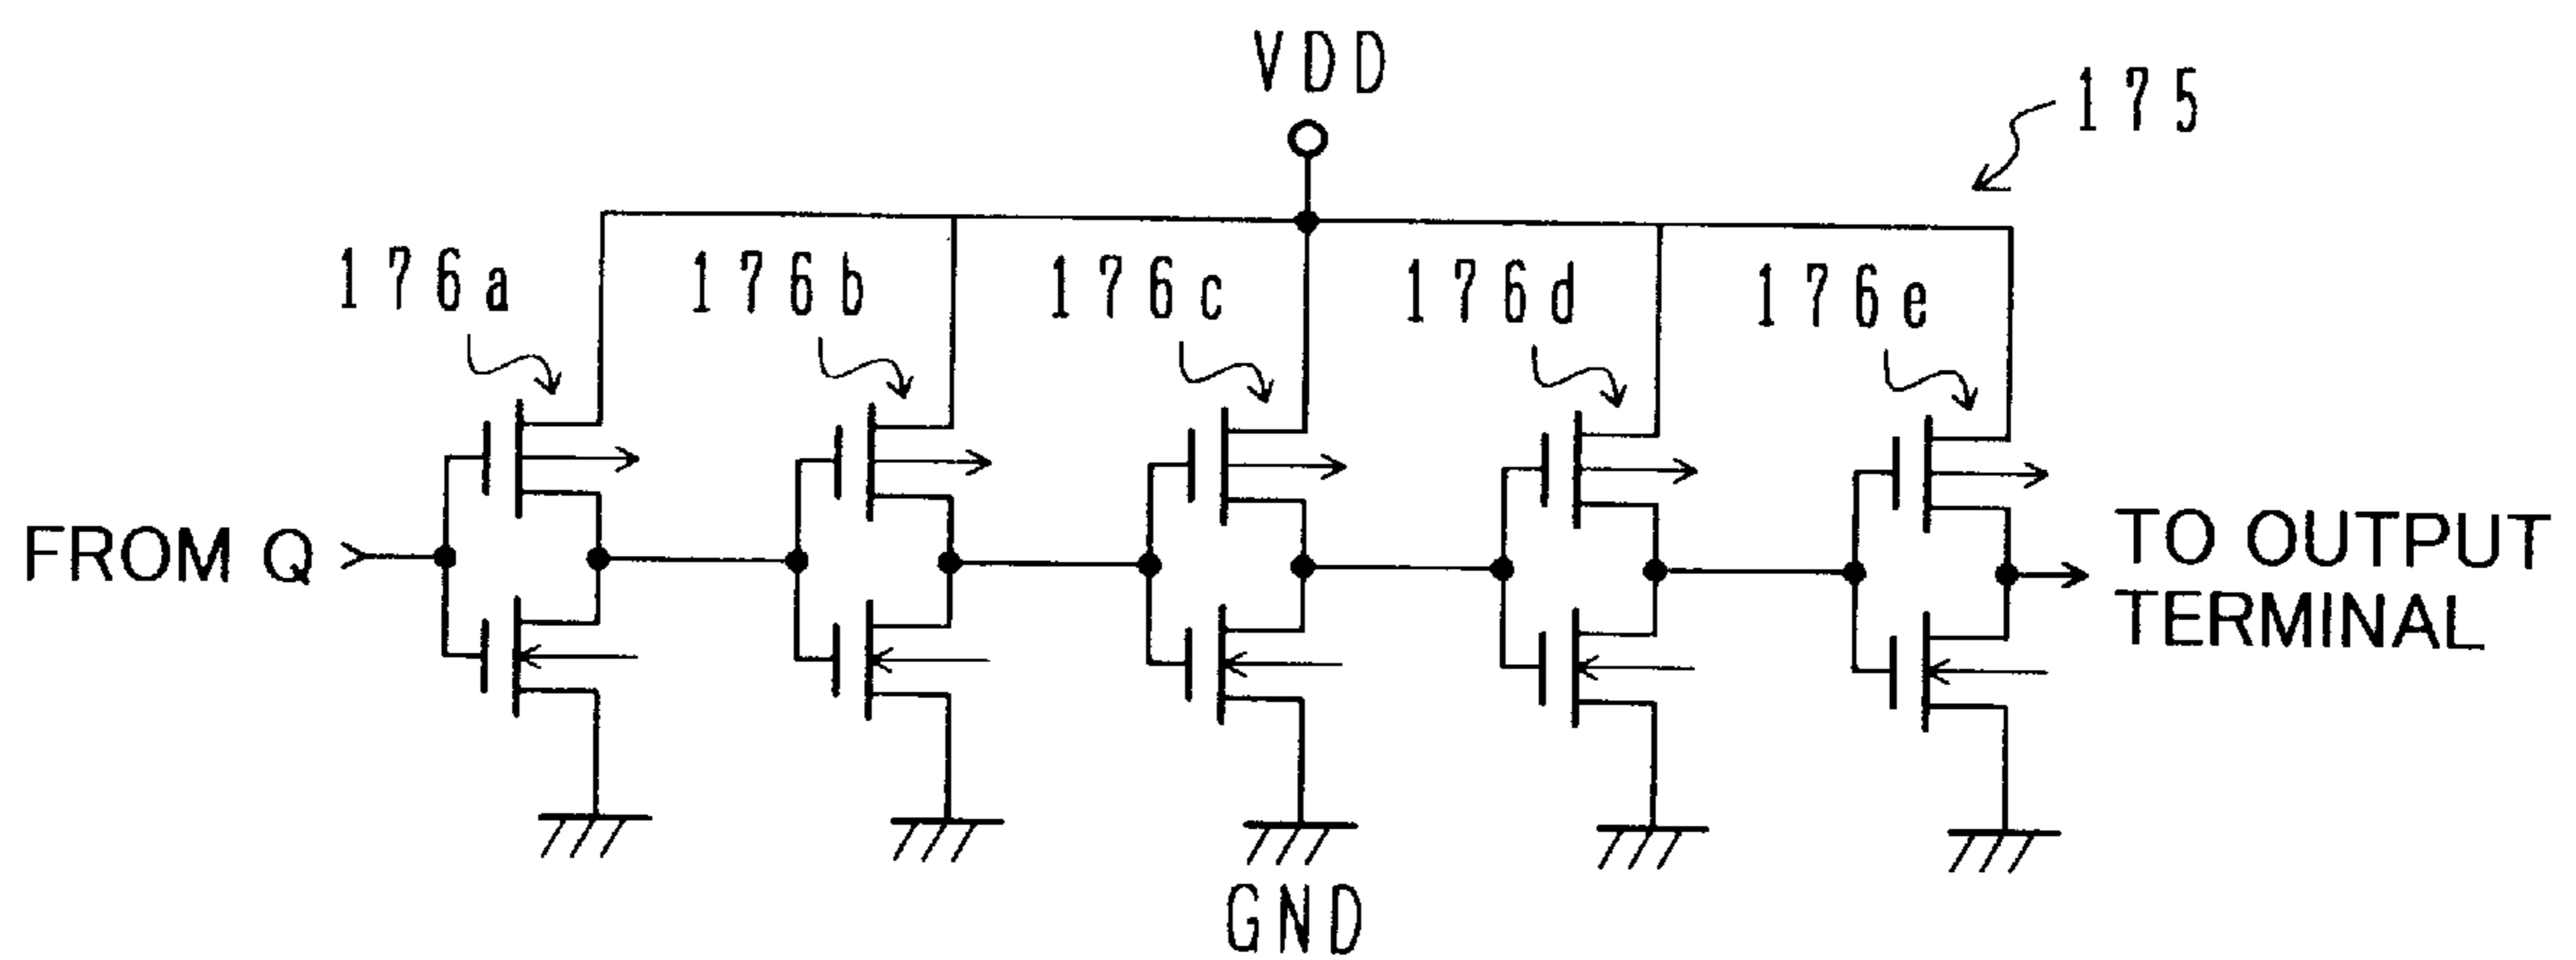 VDD
175
176a
176b
176c
176d
176e
FROM Q
TO OUTPUT
TERMINAL
GND